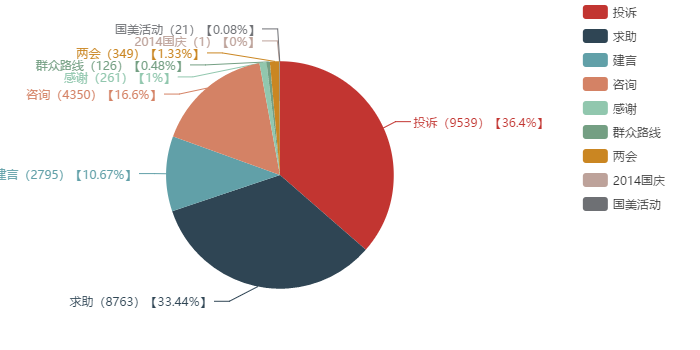 国美活动（21）【0.08%】
2014国庆（1）【0%】
两会（349）【1.33%】
群众路线（126）【0.48%】
感谢（261）【1%】
咨询（4350）【16.6%】
建言（2795）【10.67%】
求助（8763）【33.44%】
投诉（9539）【36.4%】
投诉
求助
建言
咨询
感谢
群众路线
两会
2014国庆
国美活动